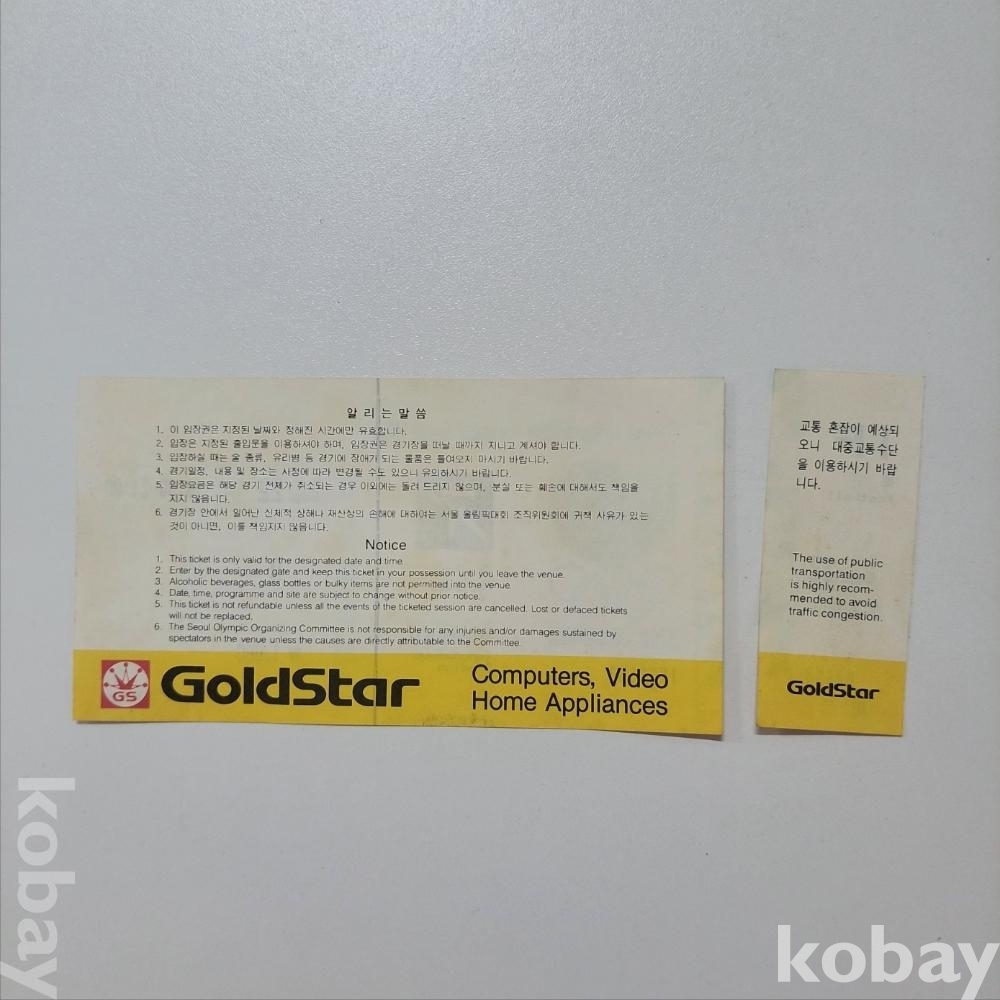 알 리 는 말 씀
1. 이 입장권은 지정된 날짜와 정해진 시간에만 유효합니다.
2. 입장은 지정된 출입문을 이용하셔야 하며, 입장권은 경기장을 떠날 때까지 지니고 계셔야 합니다.
3. 입장하실 때는 술 종류, 유리병 등 경기에 장애가 되는 물품은 들여오지 마시기 바랍니다.
4. 경기일정, 내용 및 장소는 사정에 따라 변경될 수도 있으니 유의하시기 바랍니다.
5. 입장요금은 해당 경기 전체가 취소되는 경우 이외에는 돌려 드리지 않으며, 분실 또는 훼손에 대해서도 책임을
지지 않읍니다.
6. 경기장 안에서 일어난 신체적 상해나 재산상의 손해에 대하여는 서울 올림픽대회 조직위원회에 귀책 사유가 있는
것이 아니면, 이를 책임지지 않읍니다.
Notice
1. This ticket is only valid for the designated date and time.
2. Enter by the designated gate and keep this ticket in your possession until you leave the venue.
3. Alcoholic beverages, glass bottles or bulky items are not permitted into the venue.
4. Date, time, programme and site are subject to change without prior notice.
5. This ticket is not refundable unless all the events of the ticketed session are cancelled. Lost or defaced tickets
will not be replaced.
6. The Seoul Olympic Organizing Committee is not responsible for any injuries and/or damages sustained by
spectators in the venue unless the causes are directly attributable to the Committee.
GS
GoldStar
Computers, Video
Home Appliances
교통 혼잡이 예상되
오니 대중교통수단
을 이용하시기 바랍
니다.
The use of public
transportation
is highly recom-
mended to avoid
traffic congestion.
GoldStar
kobay
kobay